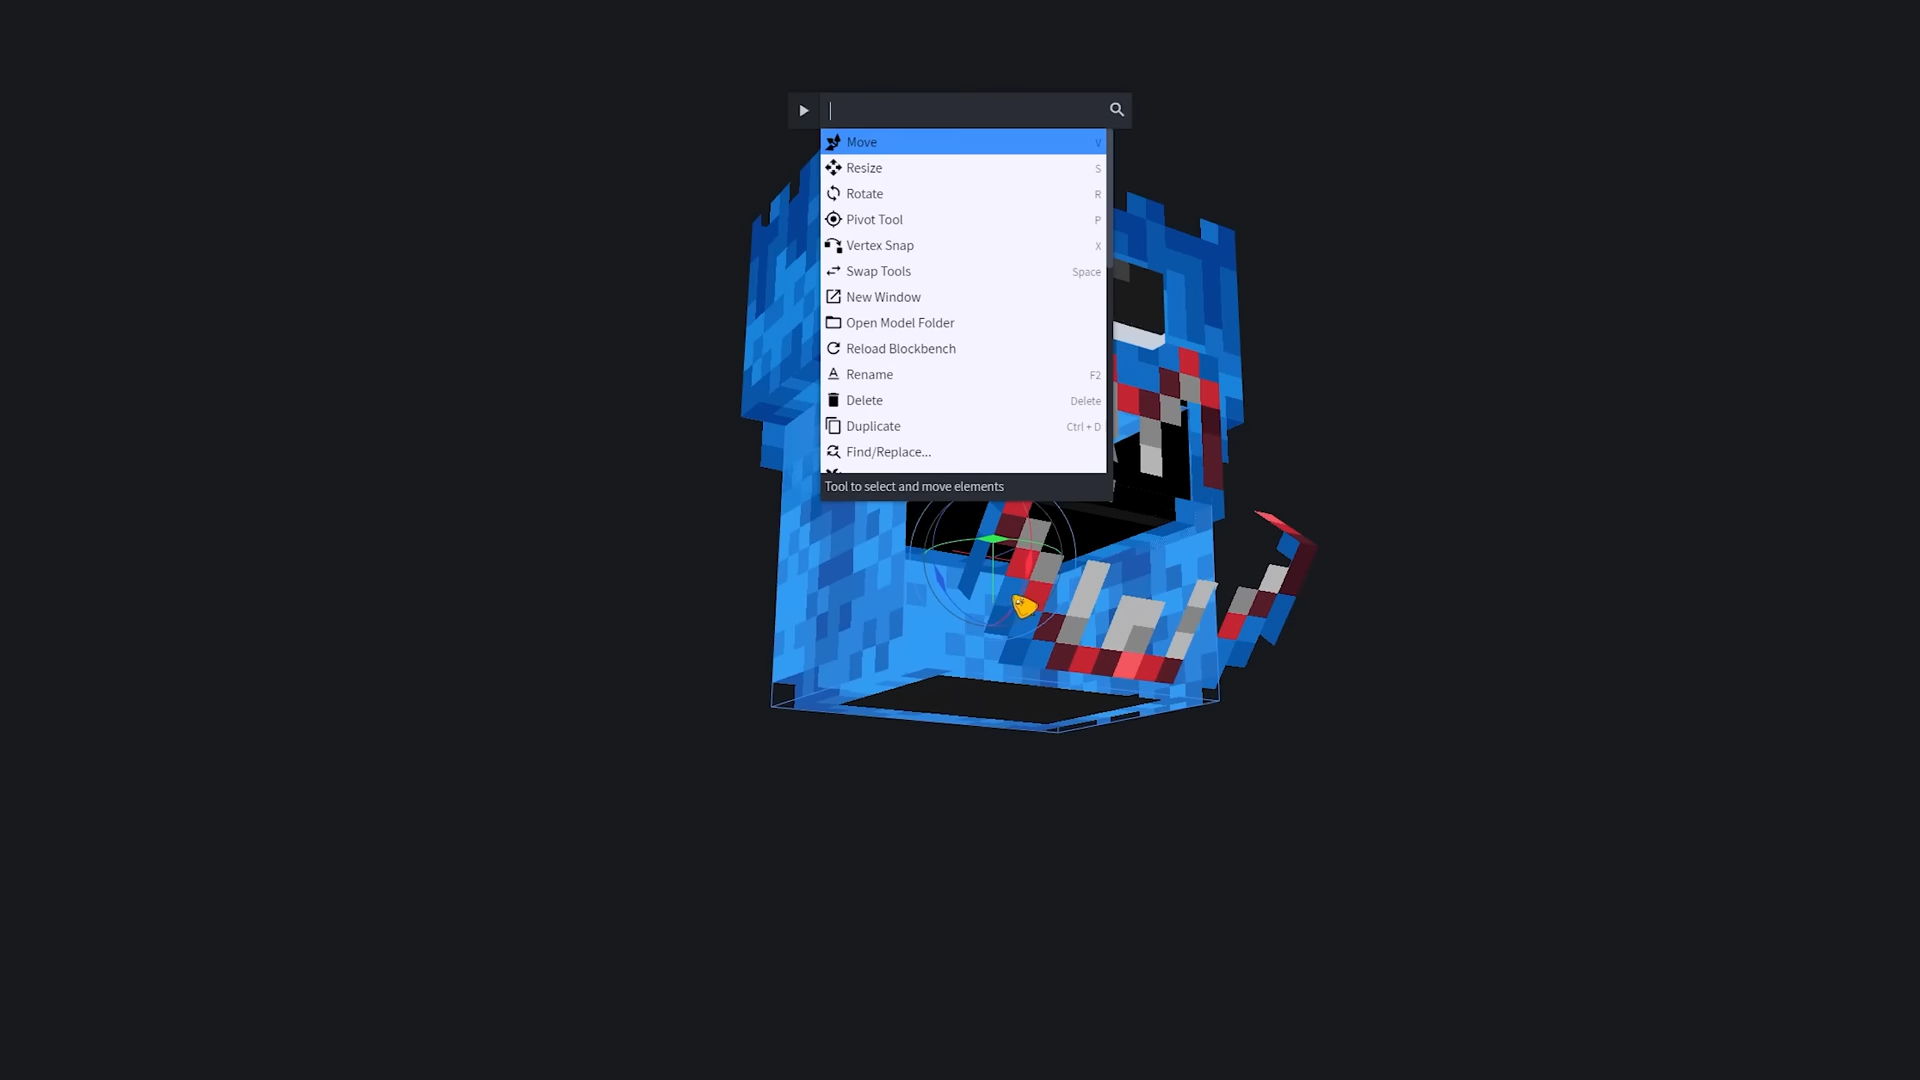 Move V
Resize S
Rotate R
Pivot Tool P
Vertex Snap X
Swap Tools Space
New Window
Open Model Folder
Reload Blockbench
Rename F2
Delete Delete
Duplicate Ctrl + D
Find/Replace...
Tool to select and move elements